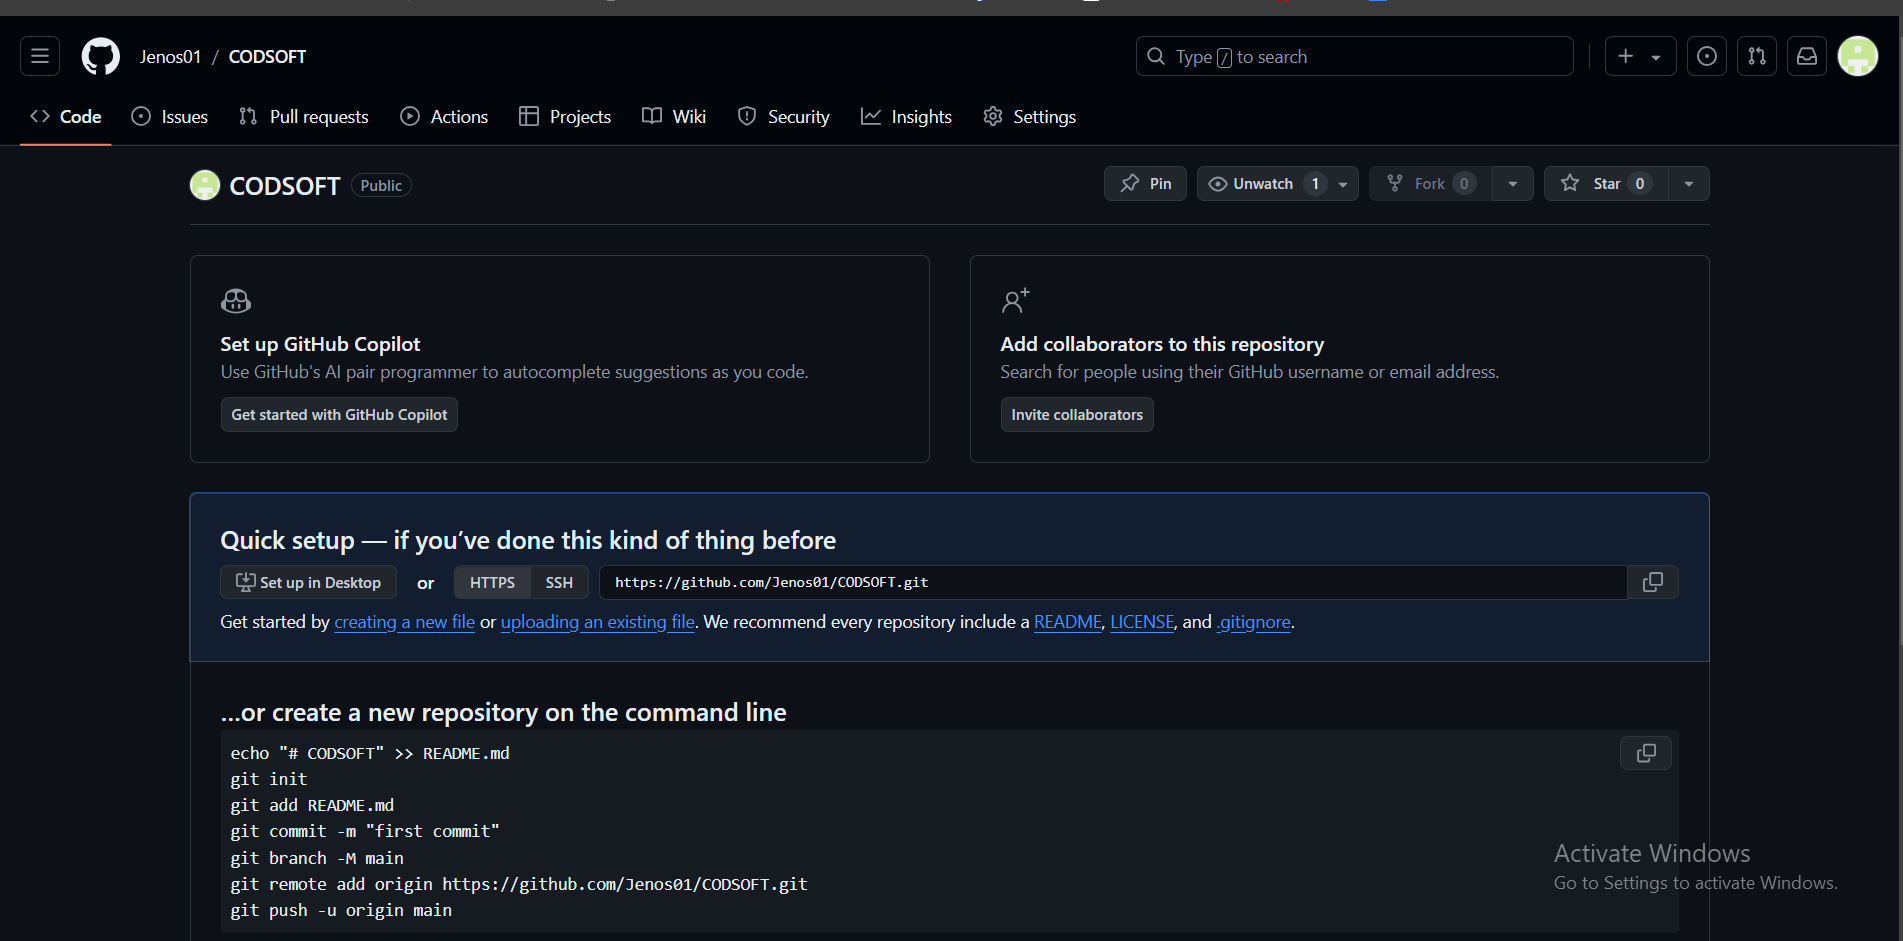 Jenos01 / CODSOFT
Type / to search
Code Issues Pull requests Actions Projects Wiki Security Insights Settings
CODSOFT Public
Pin Unwatch 1 Fork 0 Star 0
Set up GitHub Copilot
Use GitHub's AI pair programmer to autocomplete suggestions as you code.
Get started with GitHub Copilot
Add collaborators to this repository
Search for people using their GitHub username or email address.
Invite collaborators
Quick setup — if you’ve done this kind of thing before
Set up in Desktop or HTTPS SSH https://github.com/Jenos01/CODSOFT.git
Get started by creating a new file or uploading an existing file. We recommend every repository include a README, LICENSE, and .gitignore.
…or create a new repository on the command line
echo "# CODSOFT" >> README.md
git init
git add README.md
git commit -m "first commit"
git branch -M main
git remote add origin https://github.com/Jenos01/CODSOFT.git
git push -u origin main
Activate Windows
Go to Settings to activate Windows.